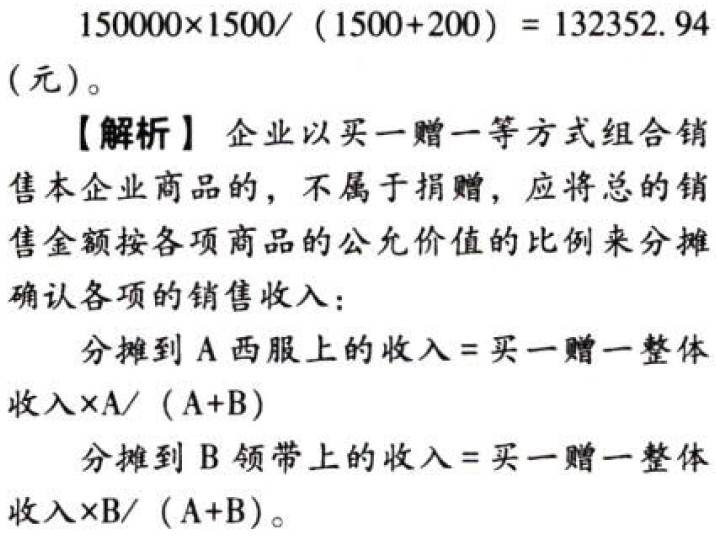 150000×1500/（1500+200）= 132352.94
（元）。
【解析】 企业以买一赠一等方式组合销
售本企业商品的，不属于捐赠，应将总的销
售金额按各项商品的公允价值的比例来分摊
确认各项的销售收入：
分摊到 A 西服上的收入=买一赠一整体
收入×A/（A+B）
分摊到 B 领带上的收入=买一赠一整体
收入×B/（A+B）。